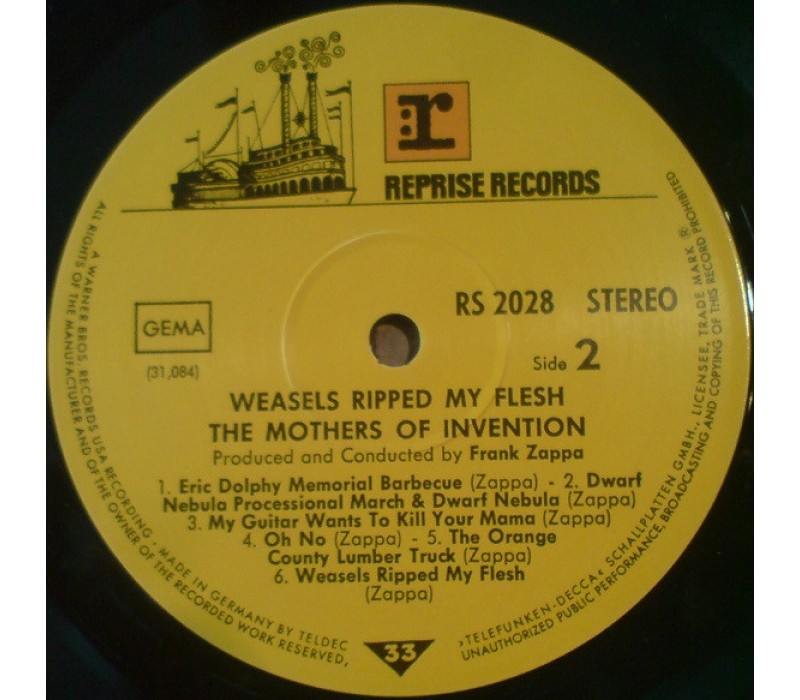 r
REPRISE RECORDS
RS 2028 STEREO
GEMA
(31,084)
Side 2
WEASELS RIPPED MY FLESH
THE MOTHERS OF INVENTION
Produced and Conducted by Frank Zappa
1. Eric Dolphy Memorial Barbecue (Zappa) - 2. Dwarf
Nebula Processional March & Dwarf Nebula (Zappa)
3. My Guitar Wants To Kill Your Mama (Zappa)
4. Oh No (Zappa) - 5. The Orange
County Lumber Truck (Zappa)
6. Weasels Ripped My Flesh
(Zappa)
33
A WARNER BROS. RECORDS USA RECORDING · MADE IN GERMANY BY TELDEC
›TELEFUNKEN-DECCA‹ SCHALLPLATTEN GMBH., LICENSEE, TRADE MARK ®
ALL RIGHTS OF THE MANUFACTURER AND OF THE OWNER OF THE RECORDED WORK RESERVED,
UNAUTHORIZED PUBLIC PERFORMANCE, BROADCASTING AND COPYING OF THIS RECORD PROHIBITED